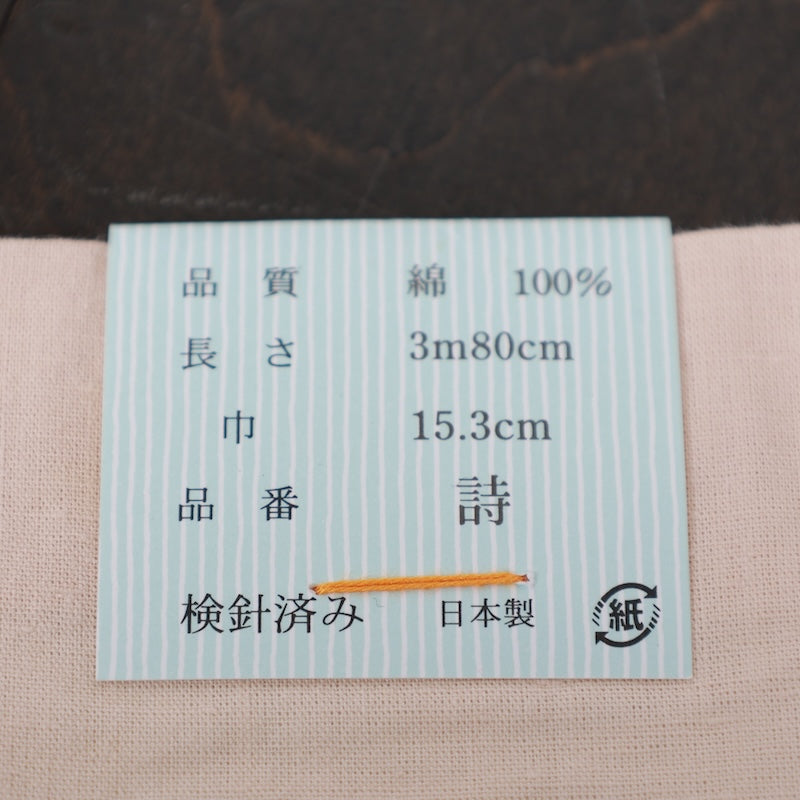 品質 綿 100%
長さ 3m80cm
巾 15.3cm
品番 詩
検針済み 日本製 紙